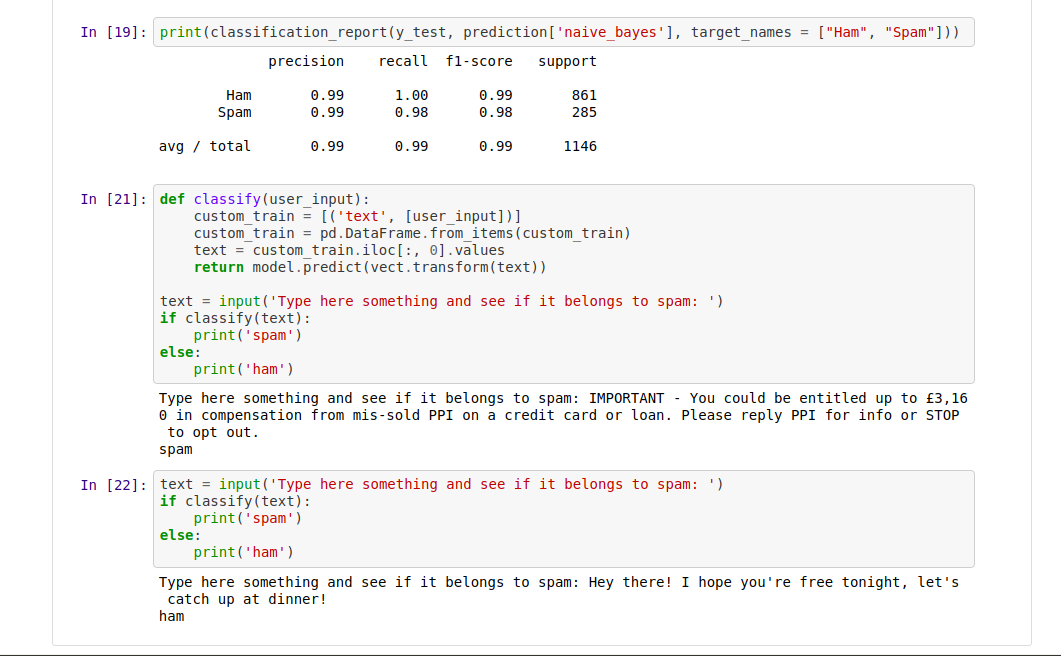 In [19]: print(classification_report(y_test, prediction['naive_bayes'], target_names = ["Ham", "Spam"]))
             precision    recall  f1-score   support

        Ham       0.99      1.00      0.99       861
       Spam       0.99      0.98      0.98       285

avg / total       0.99      0.99      0.99      1146

In [21]: def classify(user_input):
    custom_train = [('text', [user_input])]
    custom_train = pd.DataFrame.from_items(custom_train)
    text = custom_train.iloc[:, 0].values
    return model.predict(vect.transform(text))

text = input('Type here something and see if it belongs to spam: ')
if classify(text):
    print('spam')
else:
    print('ham')
Type here something and see if it belongs to spam: IMPORTANT - You could be entitled up to £3,16
0 in compensation from mis-sold PPI on a credit card or loan. Please reply PPI for info or STOP
 to opt out.
spam
In [22]: text = input('Type here something and see if it belongs to spam: ')
if classify(text):
    print('spam')
else:
    print('ham')
Type here something and see if it belongs to spam: Hey there! I hope you're free tonight, let's
 catch up at dinner!
ham